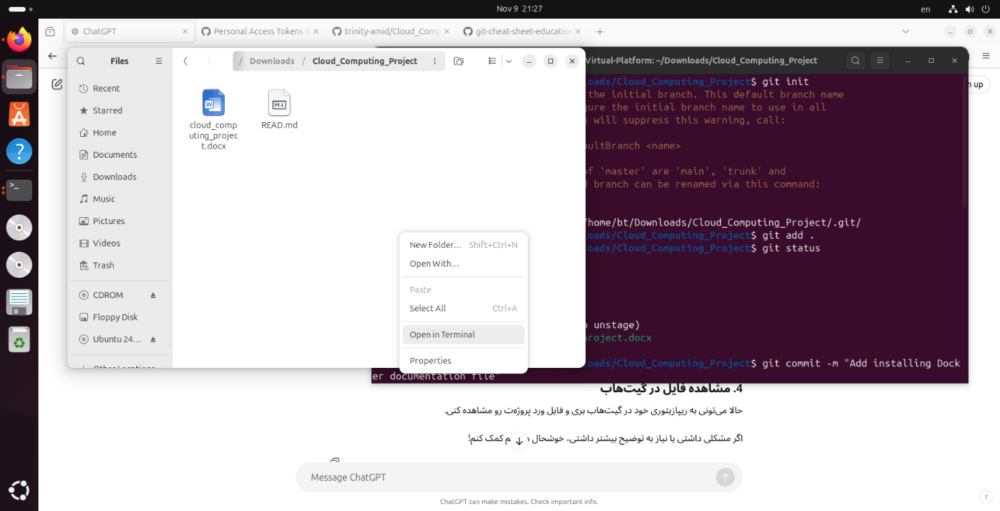 Nov 9 21:27
en
ChatGPT
Personal Access Tokens (
trinity-amid/Cloud_Comp
git-cheat-sheet-education
Files
/ Downloads / Cloud_Computing_Project
Virtual-Platform: ~/Downloads/Cloud_Computing_Project
Recent
Starred
Home
Documents
Downloads
Music
Pictures
Videos
Trash
CDROM
Floppy Disk
Ubuntu 24…
Other Locations
cloud_comp
uting_projec
t.docx
READ.md
New Folder… Shift+Ctrl+N
Open With…
Paste
Select All Ctrl+A
Open in Terminal
Properties
loads/Cloud_Computing_Project$ git init
the initial branch. This default branch name
gure the initial branch name to use in all
will suppress this warning, call:
aultBranch <name>
of 'master' are 'main', 'trunk' and
branch can be renamed via this command:
/home/bt/Downloads/Cloud_Computing_Project/.git/
loads/Cloud_Computing_Project$ git add .
loads/Cloud_Computing_Project$ git status
unstage)
project.docx
loads/Cloud_Computing_Project$ git commit -m "Add installing Dock
er documentation file"
up
4. مشاهده فایل در گیت‌هاب
حالا می‌تونی به ریپازیتوری خود در گیت‌هاب بری و فایل ورد پروژه‌ت رو مشاهده کنی.
اگر مشکلی داشتی یا نیاز به توضیح بیشتر داشتی، خوشحال م کمک کنم!
Message ChatGPT
ChatGPT can make mistakes. Check important info.
?